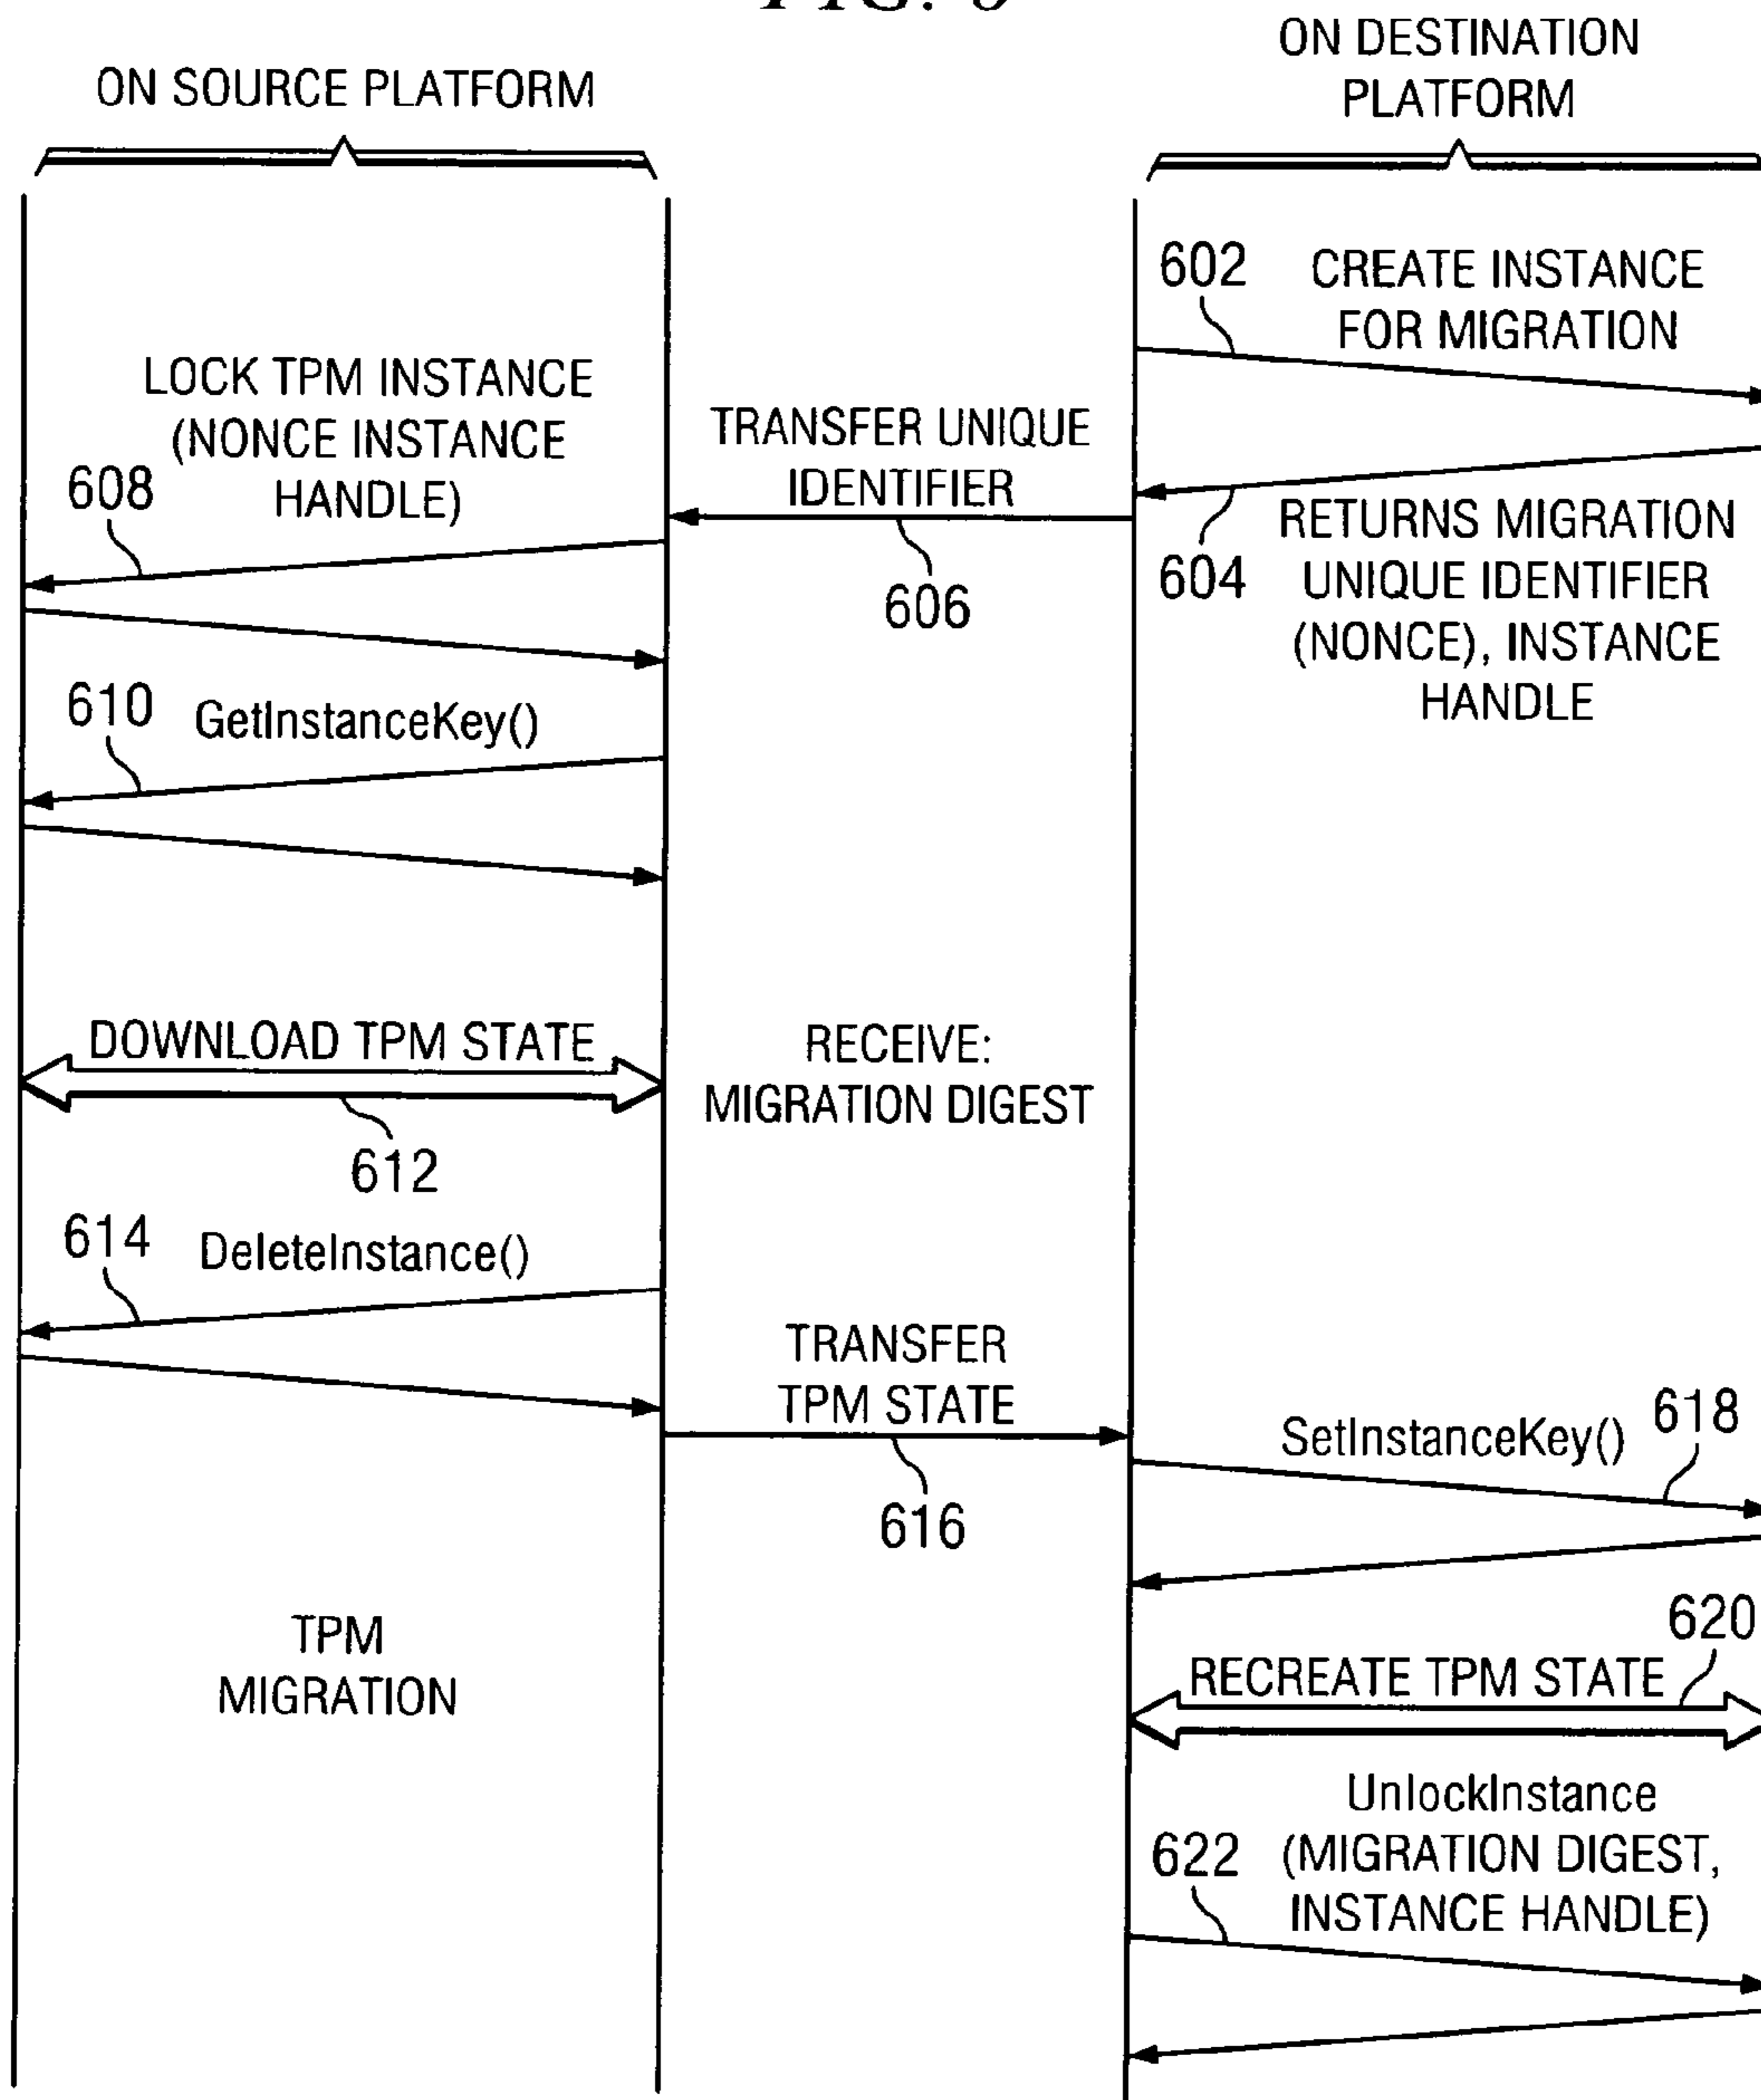 ON SOURCE PLATFORM
ON DESTINATION
PLATFORM
602
CREATE INSTANCE
FOR MIGRATION
LOCK TPM INSTANCE
(NONCE INSTANCE
HANDLE)
608
TRANSFER UNIQUE
IDENTIFIER
606
604
RETURNS MIGRATION
UNIQUE IDENTIFIER
(NONCE), INSTANCE
HANDLE
610
GetInstanceKey()
DOWNLOAD TPM STATE
612
RECEIVE:
MIGRATION DIGEST
614
DeleteInstance()
TRANSFER
TPM STATE
616
SetInstanceKey()
618
TPM
MIGRATION
620
RECREATE TPM STATE
UnlockInstance
622
(MIGRATION DIGEST,
INSTANCE HANDLE)